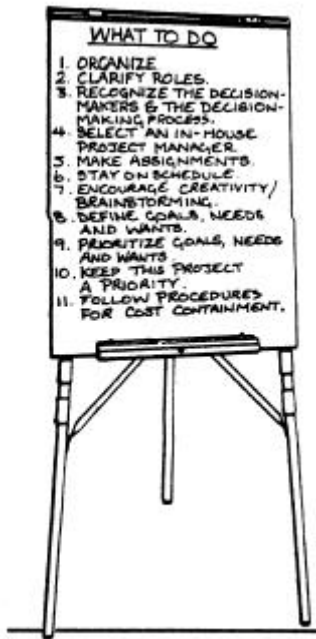 WHAT TO DO
1. ORGANIZE
2. CLARIFY ROLES.
3. RECOGNIZE THE DECISION-
MAKERS & THE DECISION-
MAKING PROCESS.
4. SELECT AN IN-HOUSE
PROJECT MANAGER.
5. MAKE ASSIGNMENTS.
6. STAY ON SCHEDULE.
7. ENCOURAGE CREATIVITY/
BRAINSTORMING.
8. DEFINE GOALS, NEEDS
AND WANTS.
9. PRIORITIZE GOALS, NEEDS
AND WANTS.
10. KEEP THIS PROJECT
A PRIORITY.
11. FOLLOW PROCEDURES
FOR COST CONTAINMENT.